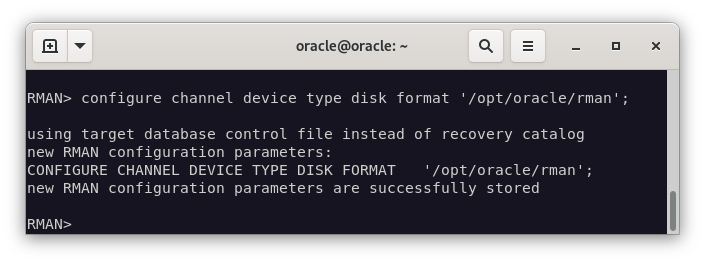 oracle@oracle: ~
RMAN> configure channel device type disk format '/opt/oracle/rman';
using target database control file instead of recovery catalog
new RMAN configuration parameters:
CONFIGURE CHANNEL DEVICE TYPE DISK FORMAT   '/opt/oracle/rman';
new RMAN configuration parameters are successfully stored
RMAN>